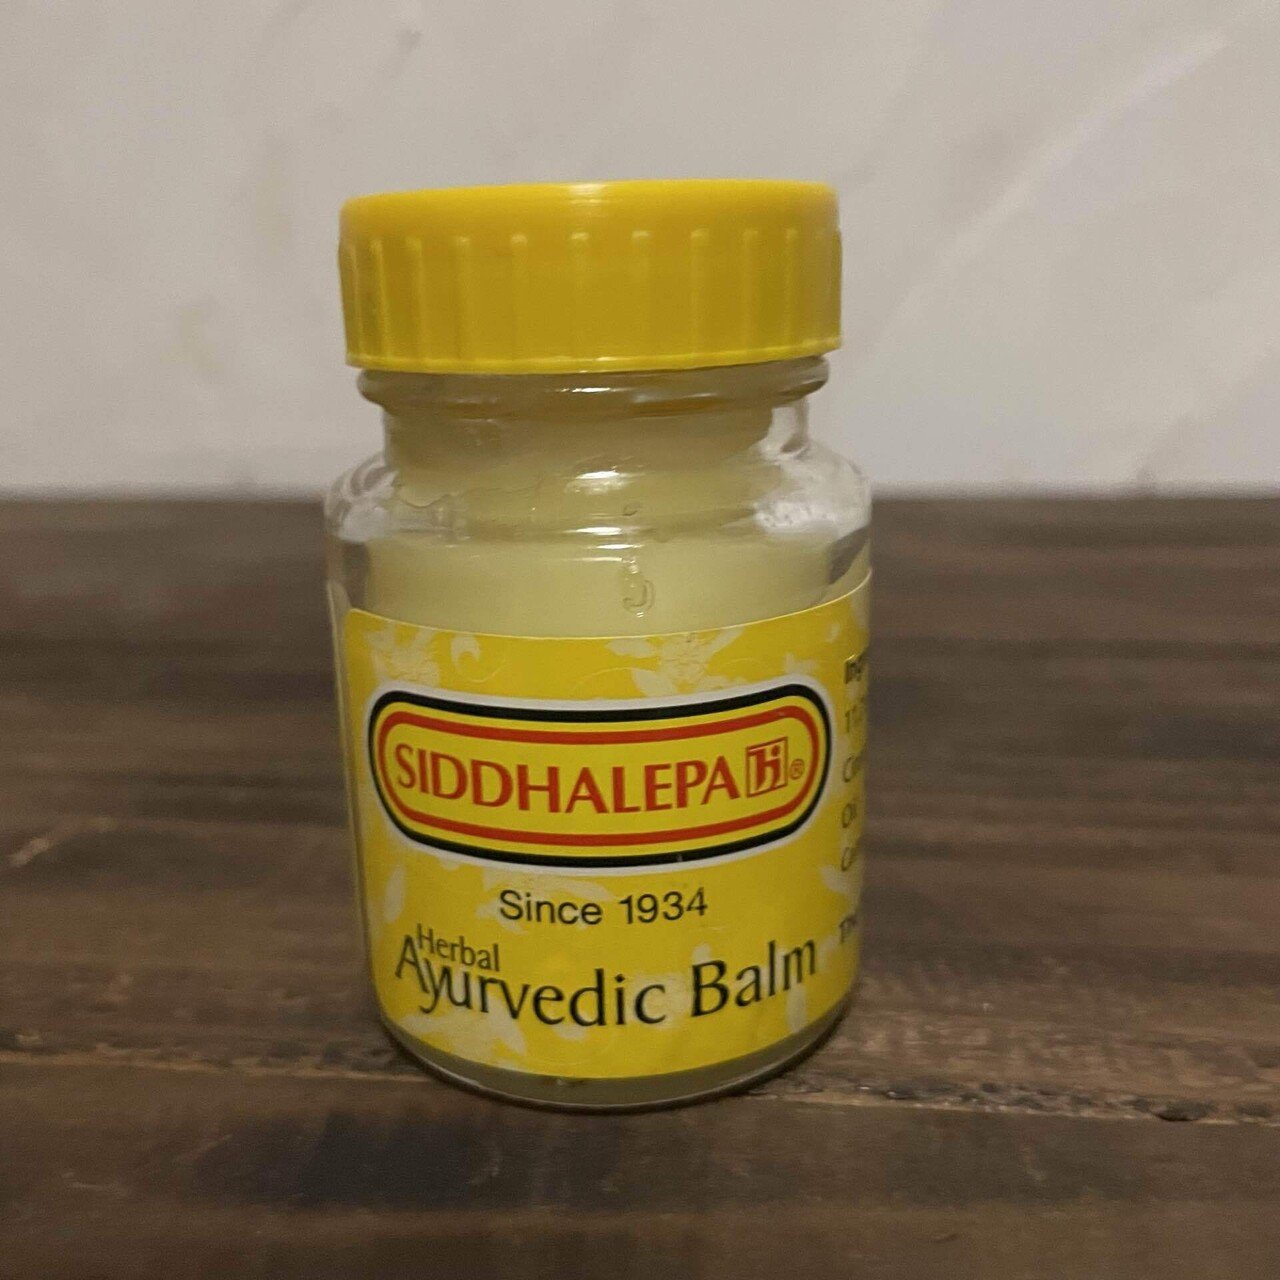 SIDDHALEPA H ®
Since 1934
Herbal
Ayurvedic Balm